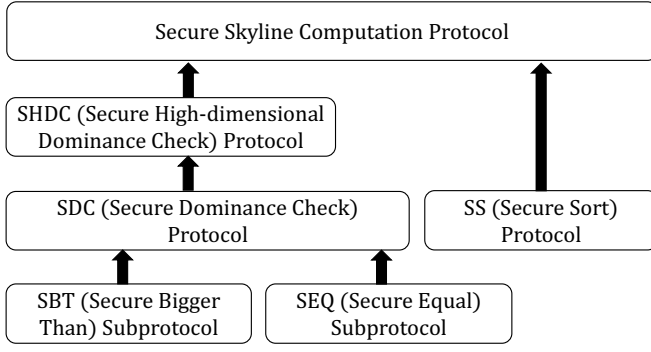 Secure Skyline Computation Protocol
SHDC (Secure High-dimensional
Dominance Check) Protocol
SDC (Secure Dominance Check)
Protocol
SS (Secure Sort)
Protocol
SBT (Secure Bigger
Than) Subprotocol
SEQ (Secure Equal)
Subprotocol